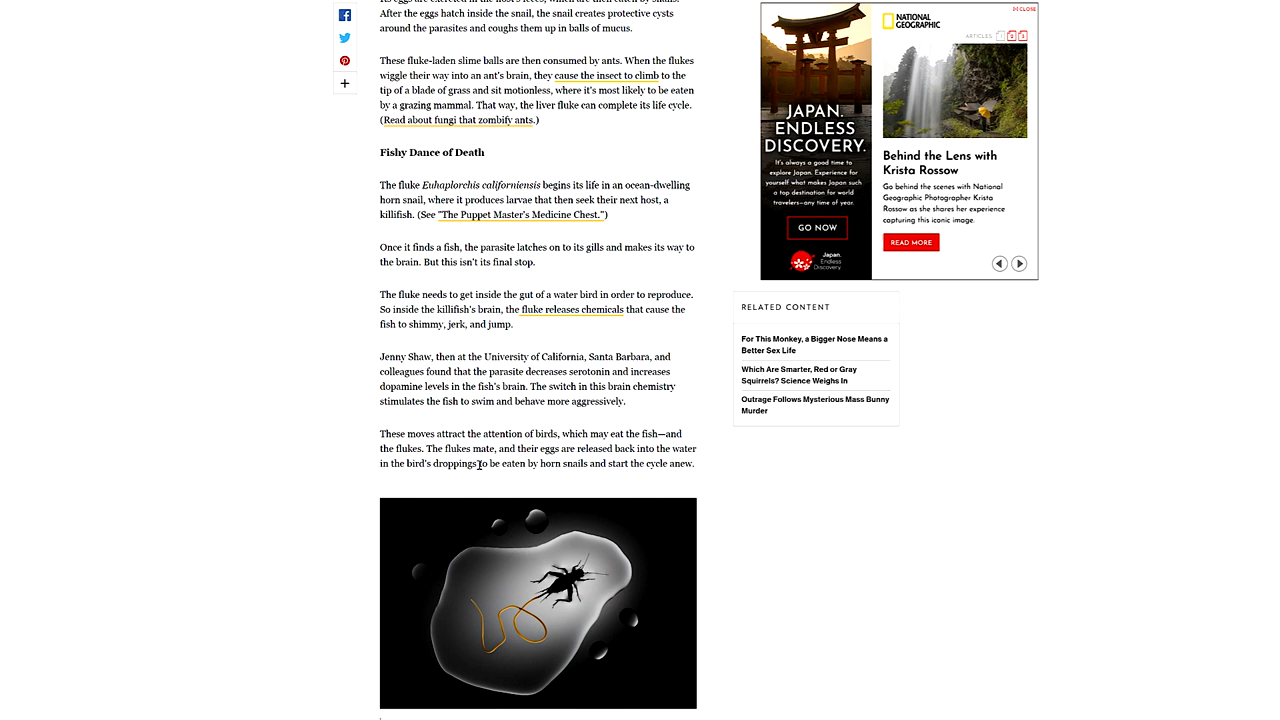 After the eggs hatch inside the snail, the snail creates protective cysts
around the parasites and coughs them up in balls of mucus.
These fluke-laden slime balls are then consumed by ants. When the flukes
wiggle their way into an ant's brain, they cause the insect to climb to the
tip of a blade of grass and sit motionless, where it's most likely to be eaten
by a grazing mammal. That way, the liver fluke can complete its life cycle.
(Read about fungi that zombify ants.)
Fishy Dance of Death
The fluke Euhaplorchis californiensis begins its life in an ocean-dwelling
horn snail, where it produces larvae that then seek their next host, a
killifish. (See "The Puppet Master's Medicine Chest.")
Once it finds a fish, the parasite latches on to its gills and makes its way to
the brain. But this isn't its final stop.
The fluke needs to get inside the gut of a water bird in order to reproduce.
So inside the killifish's brain, the fluke releases chemicals that cause the
fish to shimmy, jerk, and jump.
Jenny Shaw, then at the University of California, Santa Barbara, and
colleagues found that the parasite decreases serotonin and increases
dopamine levels in the fish's brain. The switch in this brain chemistry
stimulates the fish to swim and behave more aggressively.
These moves attract the attention of birds, which may eat the fish—and
the flukes. The flukes mate, and their eggs are released back into the water
in the bird's droppings to be eaten by horn snails and start the cycle anew.
JAPAN.
ENDLESS
DISCOVERY.
It's always a good time to
explore Japan. Experience for
yourself what makes Japan such
a top destination for world
travelers—any time of year.
GO NOW
Japan.
Endless
Discovery.
CLOSE
NATIONAL
GEOGRAPHIC
ARTICLES 1 2 3
Behind the Lens with
Krista Rossow
Go behind the scenes with National
Geographic Photographer Krista
Rossow as she shares her experience
capturing this iconic image.
READ MORE
RELATED CONTENT
For This Monkey, a Bigger Nose Means a
Better Sex Life
Which Are Smarter, Red or Gray
Squirrels? Science Weighs In
Outrage Follows Mysterious Mass Bunny
Murder